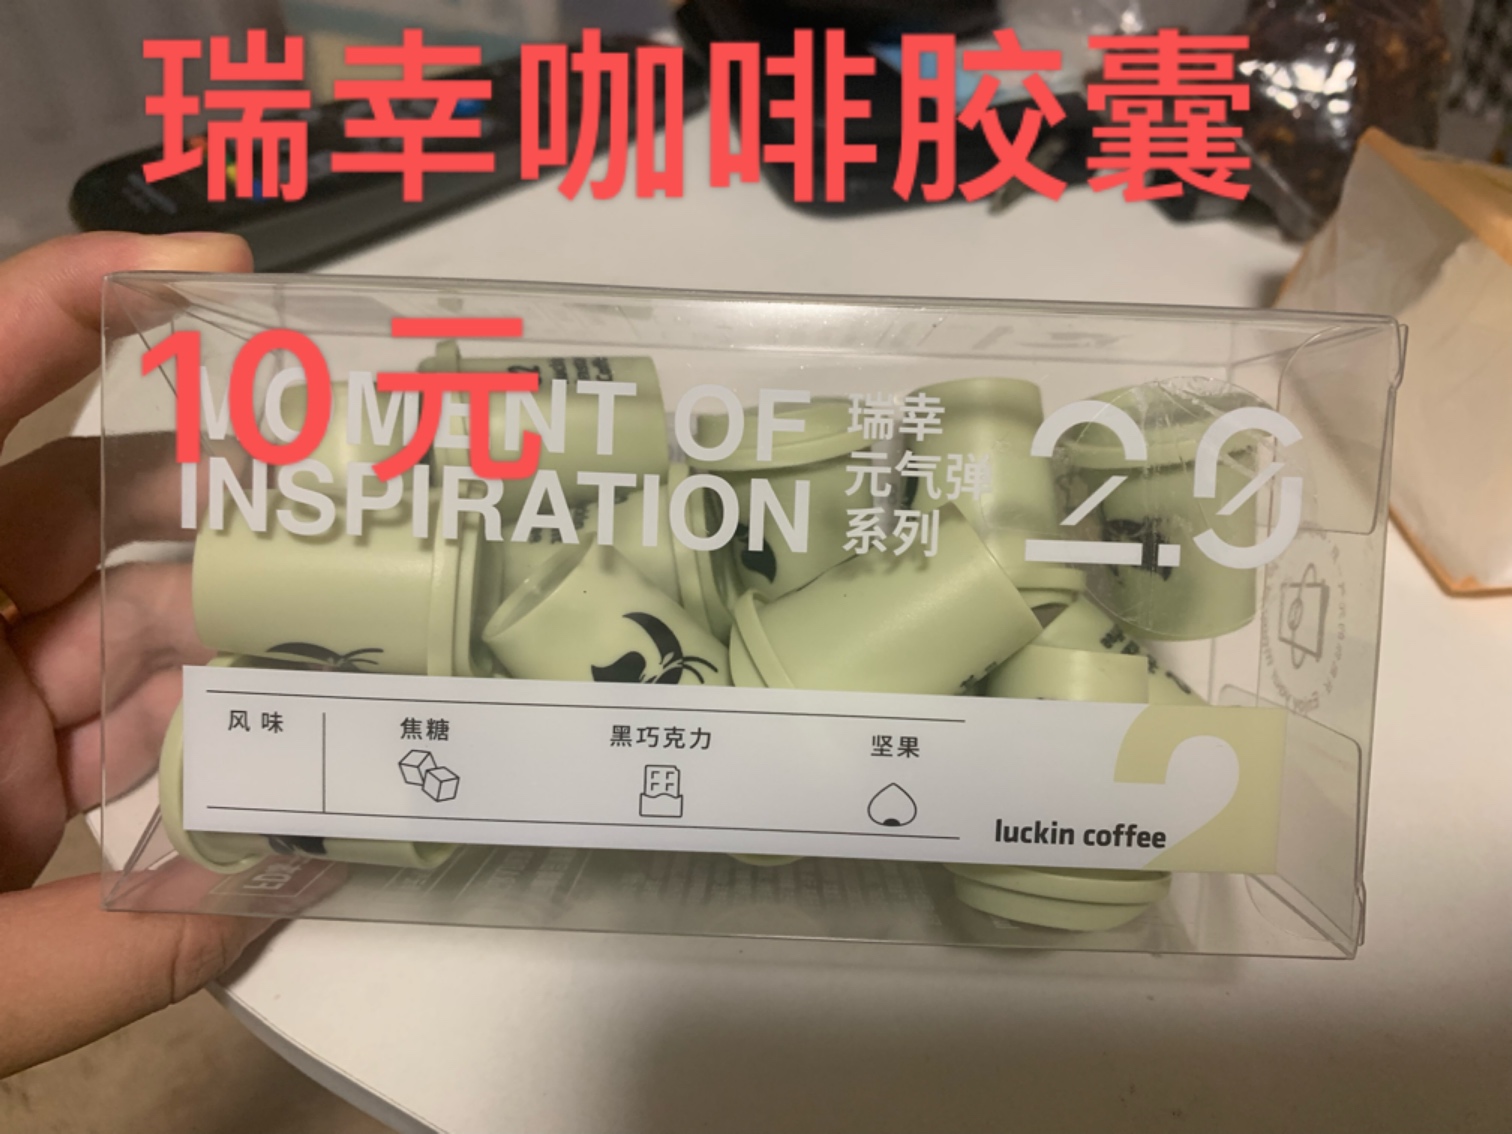 瑞幸咖啡胶囊
10元
MOMENT OF
INSPIRATION
瑞幸
元气弹
系列
2.0
风味
焦糖
黑巧克力
坚果
luckin coffee
2